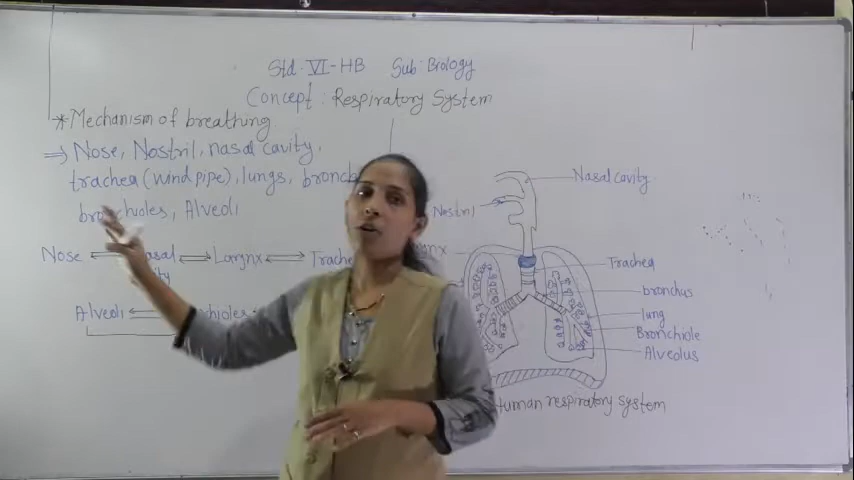 Std - VI - HB Sub : Biology
Concept : Respiratory System
* Mechanism of breathing
⇒ Nose, Nostril, nasal cavity,
trachea (wind pipe), lungs,
Alveoli
Nose ⇌ ⇌ Largnx ⇌
Alveoli
Nasal cavity
Nostril
Trachea
bronchus
lung
Bronchiole
Alveolus
Human respiratory system